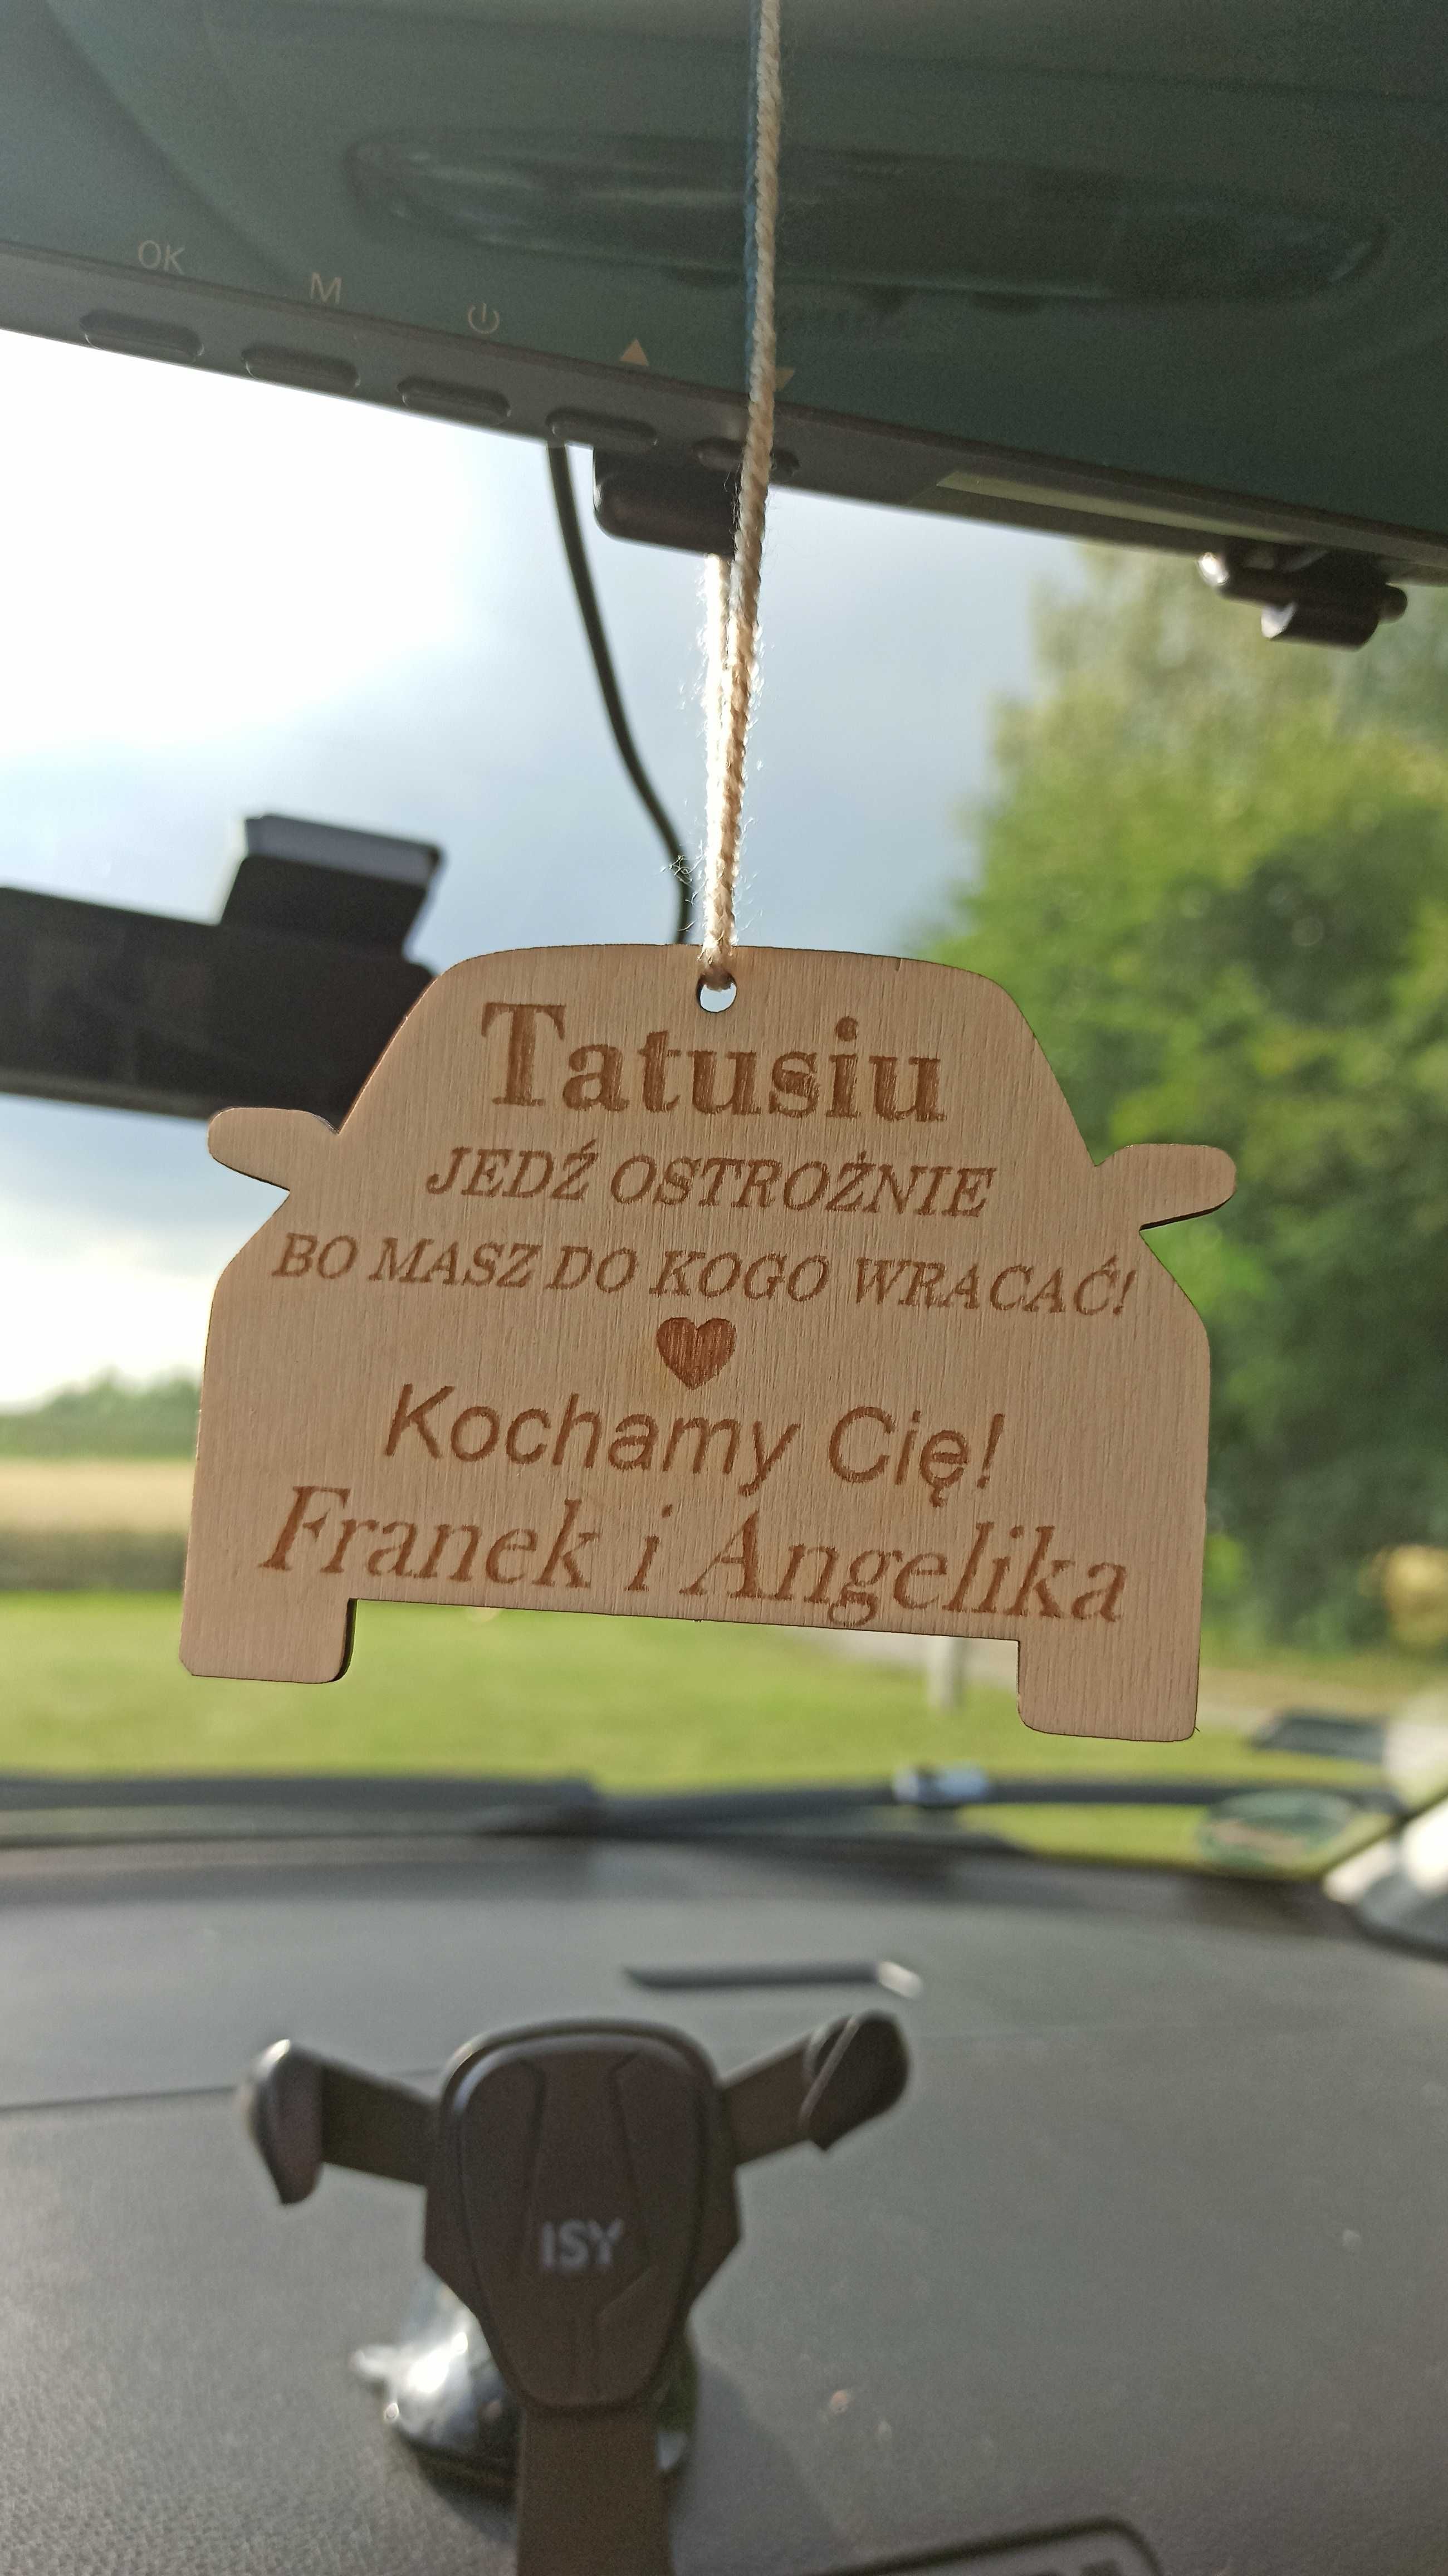 OK
M
Tatusiu
JEDŹ OSTROŻNIE
BO MASZ DO KOGO WRACAĆ!
Kochamy Cię!
Franek i Angelika
ISY